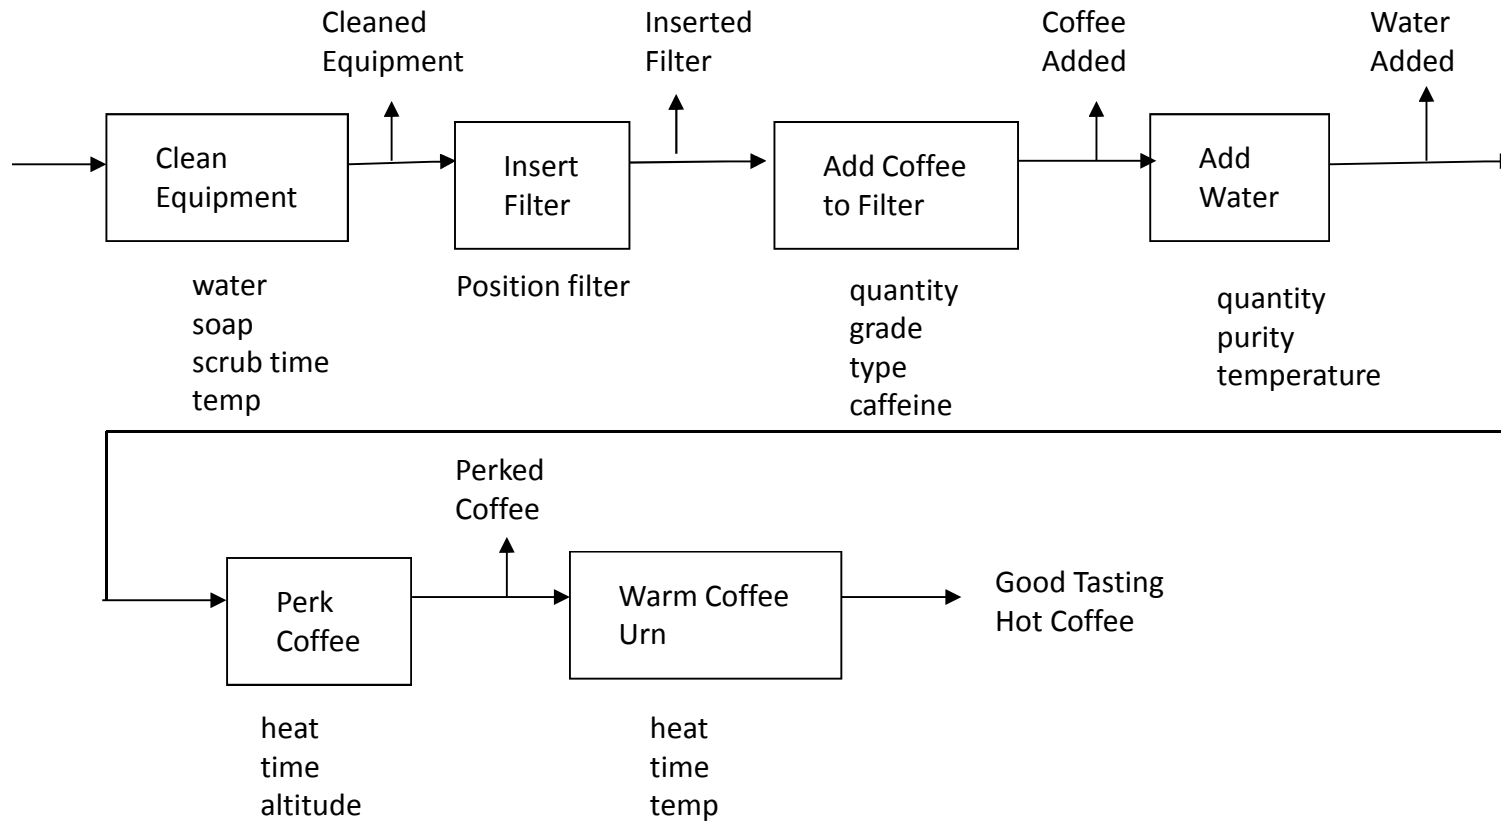 Cleaned
Equipment
Inserted
Filter
Coffee
Added
Water
Added
Clean
Equipment
Insert
Filter
Add Coffee
to Filter
Add
Water
water
soap
scrub time
temp
Position filter
quantity
grade
type
caffeine
quantity
purity
temperature
Perked
Coffee
Perk
Coffee
Warm Coffee
Urn
Good Tasting
Hot Coffee
heat
time
altitude
heat
time
temp